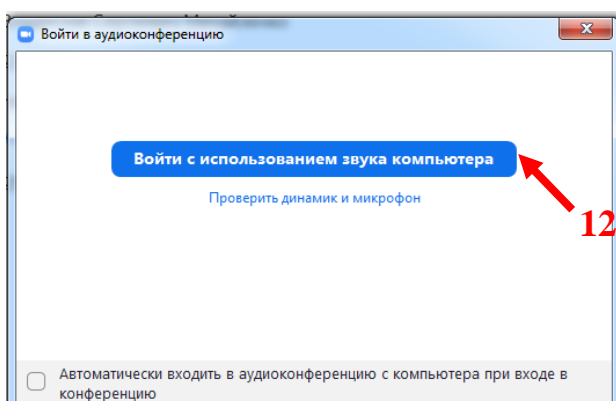 Войти в аудиоконференцию
Войти с использованием звука компьютера
Проверить динамик и микрофон
12
Автоматически входить в аудиоконференцию с компьютера при входе в
конференцию